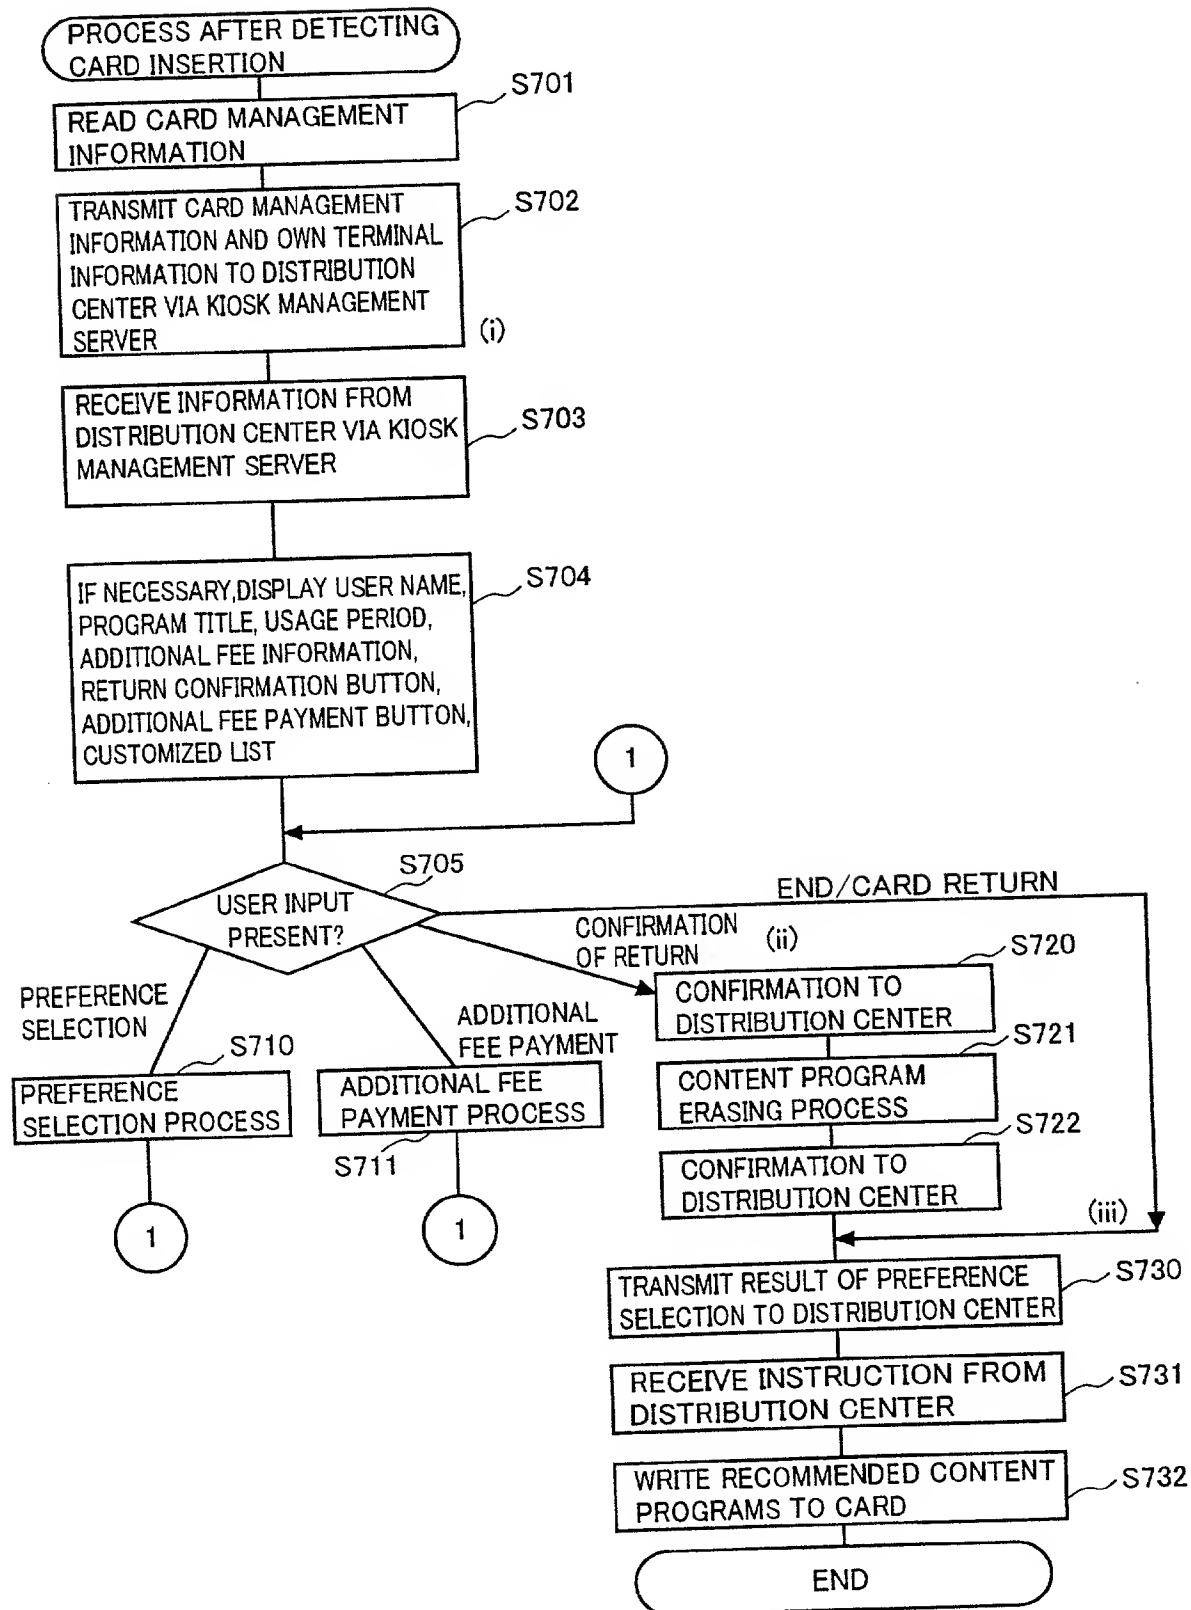 PROCESS AFTER DETECTING
CARD INSERTION
S701
READ CARD MANAGEMENT
INFORMATION
S702
TRANSMIT CARD MANAGEMENT
INFORMATION AND OWN TERMINAL
INFORMATION TO DISTRIBUTION
CENTER VIA KIOSK MANAGEMENT
SERVER
(i)
RECEIVE INFORMATION FROM
DISTRIBUTION CENTER VIA KIOSK
MANAGEMENT SERVER
S703
S704
IF NECESSARY,DISPLAY USER NAME,
PROGRAM TITLE, USAGE PERIOD,
ADDITIONAL FEE INFORMATION,
RETURN CONFIRMATION BUTTON,
ADDITIONAL FEE PAYMENT BUTTON,
CUSTOMIZED LIST
1
S705
USER INPUT
PRESENT?
END/CARD RETURN
CONFIRMATION
OF RETURN
(ii)
S720
CONFIRMATION TO
DISTRIBUTION CENTER
PREFERENCE
SELECTION
ADDITIONAL
FEE PAYMENT
S710
PREFERENCE
SELECTION PROCESS
ADDITIONAL FEE
PAYMENT PROCESS
S711
S721
CONTENT PROGRAM
ERASING PROCESS
S722
CONFIRMATION TO
DISTRIBUTION CENTER
1
1
(iii)
TRANSMIT RESULT OF PREFERENCE
SELECTION TO DISTRIBUTION CENTER
S730
RECEIVE INSTRUCTION FROM
DISTRIBUTION CENTER
S731
WRITE RECOMMENDED CONTENT
PROGRAMS TO CARD
S732
END